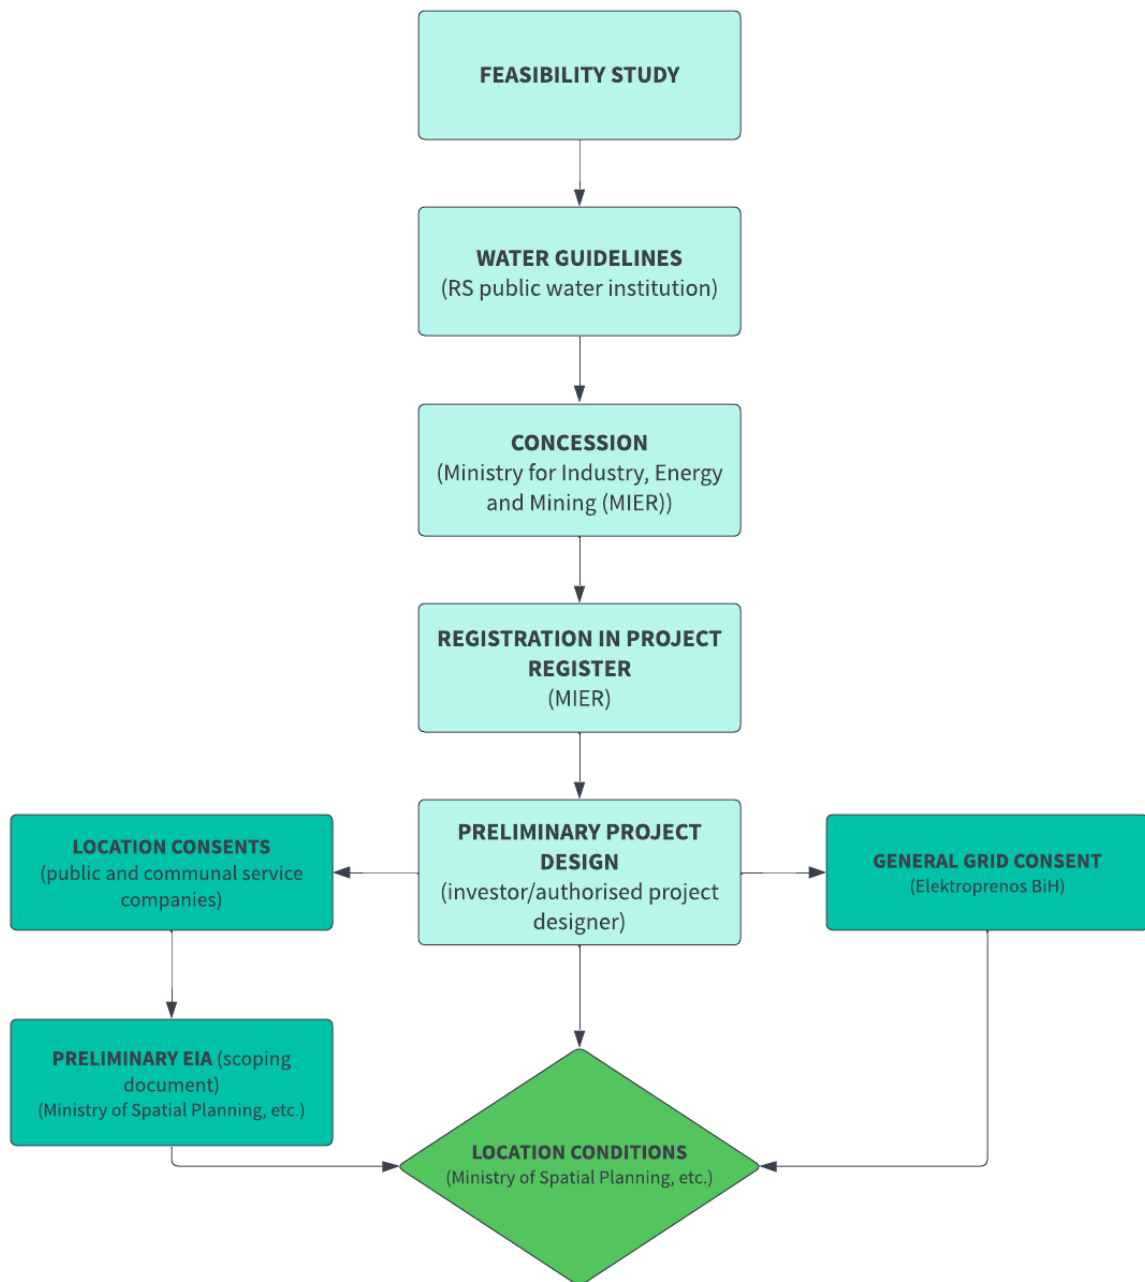 FEASIBILITY STUDY
WATER GUIDELINES
(RS public water institution)
CONCESSION
(Ministry for Industry, Energy
and Mining (MIER))
REGISTRATION IN PROJECT
REGISTER
(MIER)
LOCATION CONSENTS
(public and communal service
companies)
PRELIMINARY PROJECT
DESIGN
(investor/authorised project
designer)
GENERAL GRID CONSENT
(Elektroprenos BiH)
PRELIMINARY EIA (scoping
document)
(Ministry of Spatial Planning, etc.)
LOCATION CONDITIONS
(Ministry of Spatial Planning, etc.)